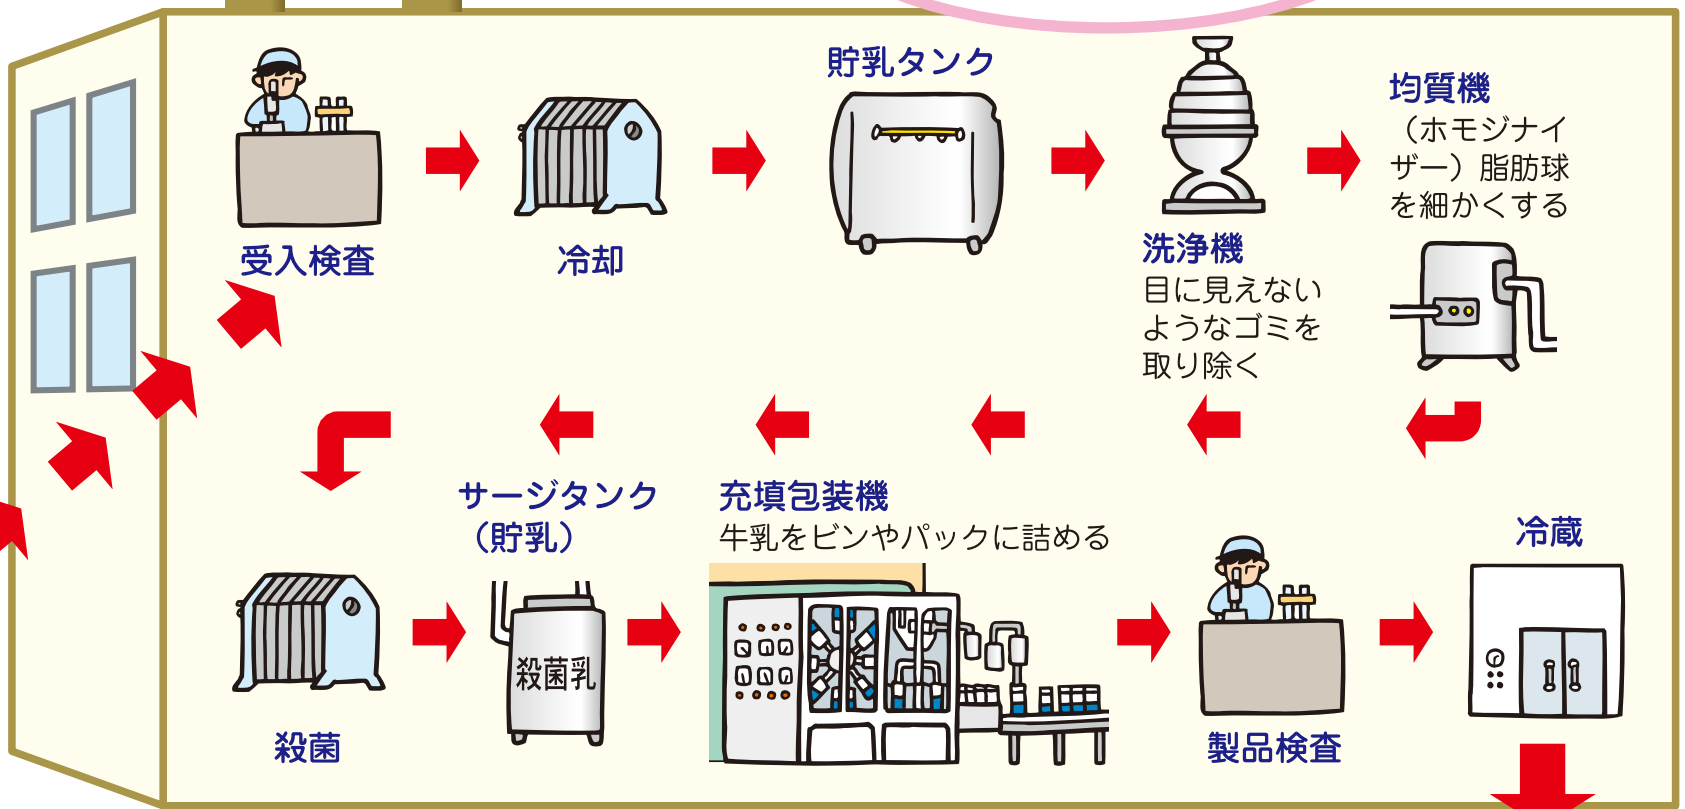 受入検査
冷却
貯乳タンク
洗浄機
目に見えない
ようなゴミを
取り除く
均質機
（ホモジナイ
ザー）脂肪球
を細かくする
殺菌
サージタンク
（貯乳）
殺菌乳
充填包装機
牛乳をビンやパックに詰める
製品検査
冷蔵